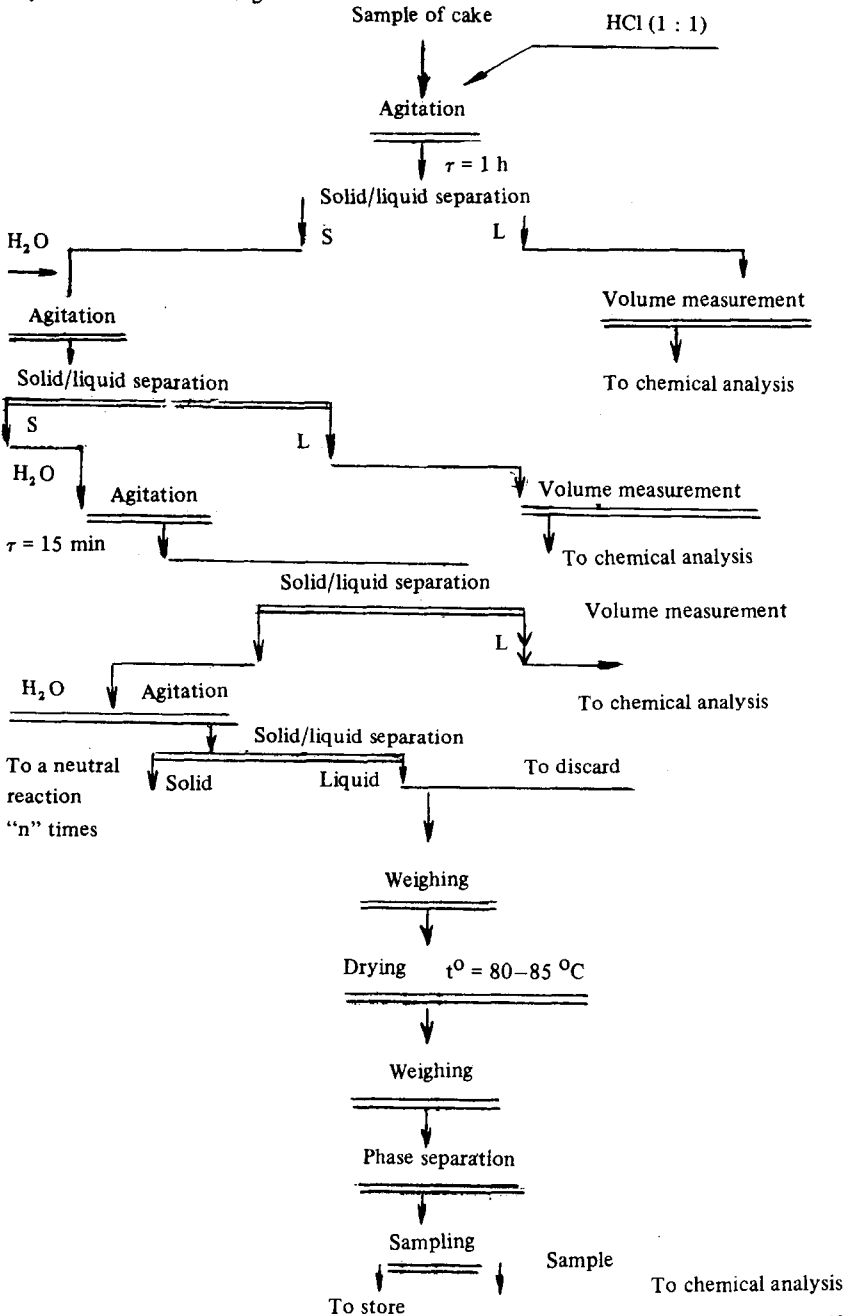 Sample of cake
HCl (1 : 1)
Agitation
τ = 1 h
Solid/liquid separation
S
L
H₂O
Agitation
Volume measurement
To chemical analysis
Solid/liquid separation
S
L
H₂O
Agitation
Volume measurement
τ = 15 min
To chemical analysis
Solid/liquid separation
Volume measurement
L
H₂O
Agitation
To chemical analysis
Solid/liquid separation
To a neutral
reaction
"n" times
Solid
Liquid
To discard
Weighing
Drying t⁰ = 80–85 ⁰C
Weighing
Phase separation
Sampling
Sample
To chemical analysis
To store